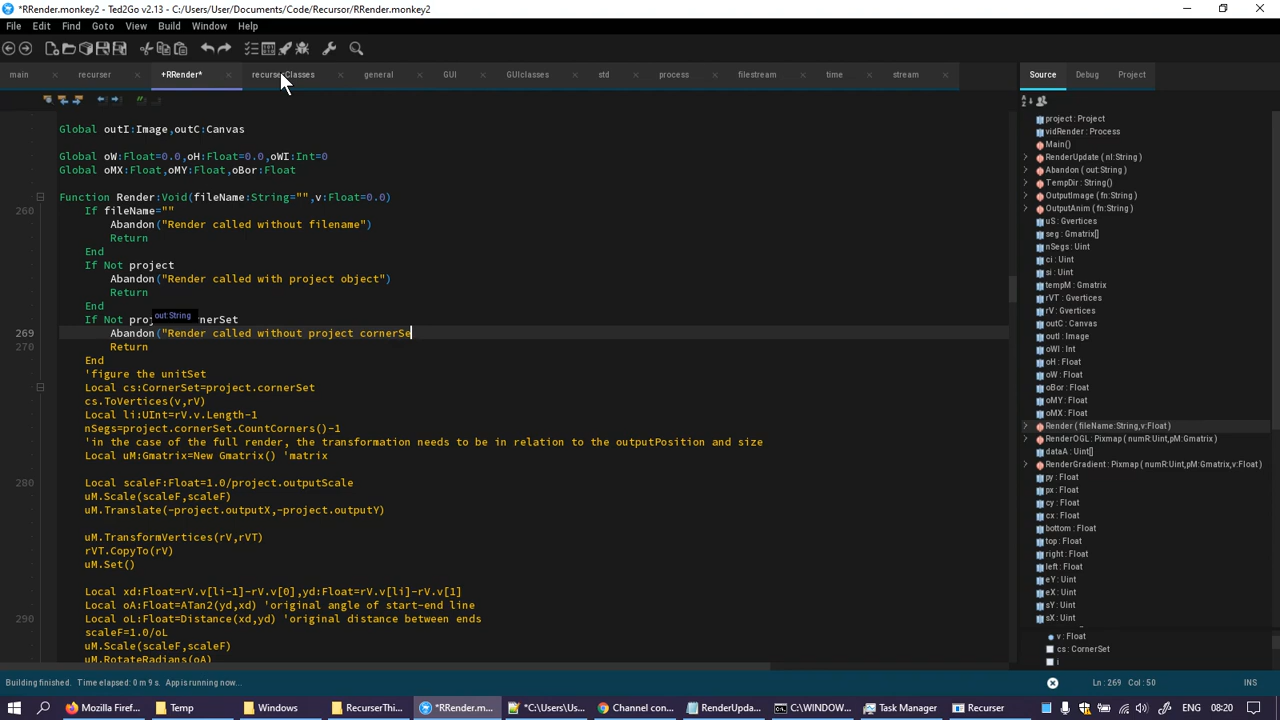 *RRender.monkey2 - Ted2Go v2.13 - C:/Users/User/Documents/Code/Recursor/RRender.monkey2
File Edit Find Goto View Build Window Help
main recurser +RRender* recurserClasses general GUI GUIclasses std process filestream time stream
Source Debug Project
Global outI:Image,outC:Canvas
Global oW:Float=0.0,oH:Float=0.0,oWI:Int=0
Global oMX:Float,oMY:Float,oBor:Float
Function Render:Void(fileName:String="",v:Float=0.0)
260 If fileName=""
Abandon("Render called without filename")
Return
End
If Not project
Abandon("Render called with project object")
Return
End
If Not proj nerSet
out:String
269 Abandon("Render called without project cornerSe
270 Return
End
'figure the unitSet
Local cs:CornerSet=project.cornerSet
cs.ToVertices(v,rV)
Local li:UInt=rV.v.Length-1
nSegs=project.cornerSet.CountCorners()-1
'in the case of the full render, the transformation needs to be in relation to the outputPosition and size
Local uM:Gmatrix=New Gmatrix() 'matrix
280 Local scaleF:Float=1.0/project.outputScale
uM.Scale(scaleF,scaleF)
uM.Translate(-project.outputX,-project.outputY)
uM.TransformVertices(rV,rVT)
rVT.CopyTo(rV)
uM.Set()
Local xd:Float=rV.v[li-1]-rV.v[0],yd:Float=rV.v[li]-rV.v[1]
Local oA:Float=ATan2(yd,xd) 'original angle of start-end line
290 Local oL:Float=Distance(xd,yd) 'original distance between ends
scaleF=1.0/oL
uM.Scale(scaleF,scaleF)
uM.RotateRadians(oA)
project : Project
vidRender : Process
Main()
RenderUpdate ( nl:String )
Abandon ( out:String )
TempDir : String()
OutputImage ( fn:String )
OutputAnim ( fn:String )
uS : Gvertices
seg : Gmatrix[]
nSegs : Uint
ci : Uint
si : Uint
tempM : Gmatrix
rVT : Gvertices
rV : Gvertices
outC : Canvas
outI : Image
oWI : Int
oH : Float
oW : Float
oBor : Float
oMY : Float
oMX : Float
Render ( fileName:String,v:Float )
RenderOGL : Pixmap ( numR:Uint,pM:Gmatrix )
dataA : Uint[]
RenderGradient : Pixmap ( numR:Uint,pM:Gmatrix,v:Float )
py : Float
px : Float
cy : Float
cx : Float
bottom : Float
top : Float
right : Float
left : Float
eY : Uint
eX : Uint
sY : Uint
sX : Uint
v : Float
cs : CornerSet
i
Building finished. Time elapsed: 0 m 9 s. App is running now... Ln : 269 Col : 50 INS
Mozilla Firef... Temp Windows RecurserThi... *RRender.m... *C:\Users\Us... Channel con... RenderUpda... C:\WINDOW... Task Manager Recurser ENG 08:20